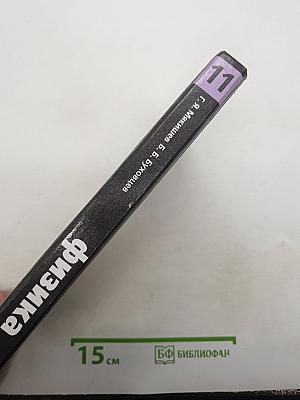 11
Г. Я. Мякишев Б. Б. Буховцев
физика
15 см
БФ БИБЛИОФАН